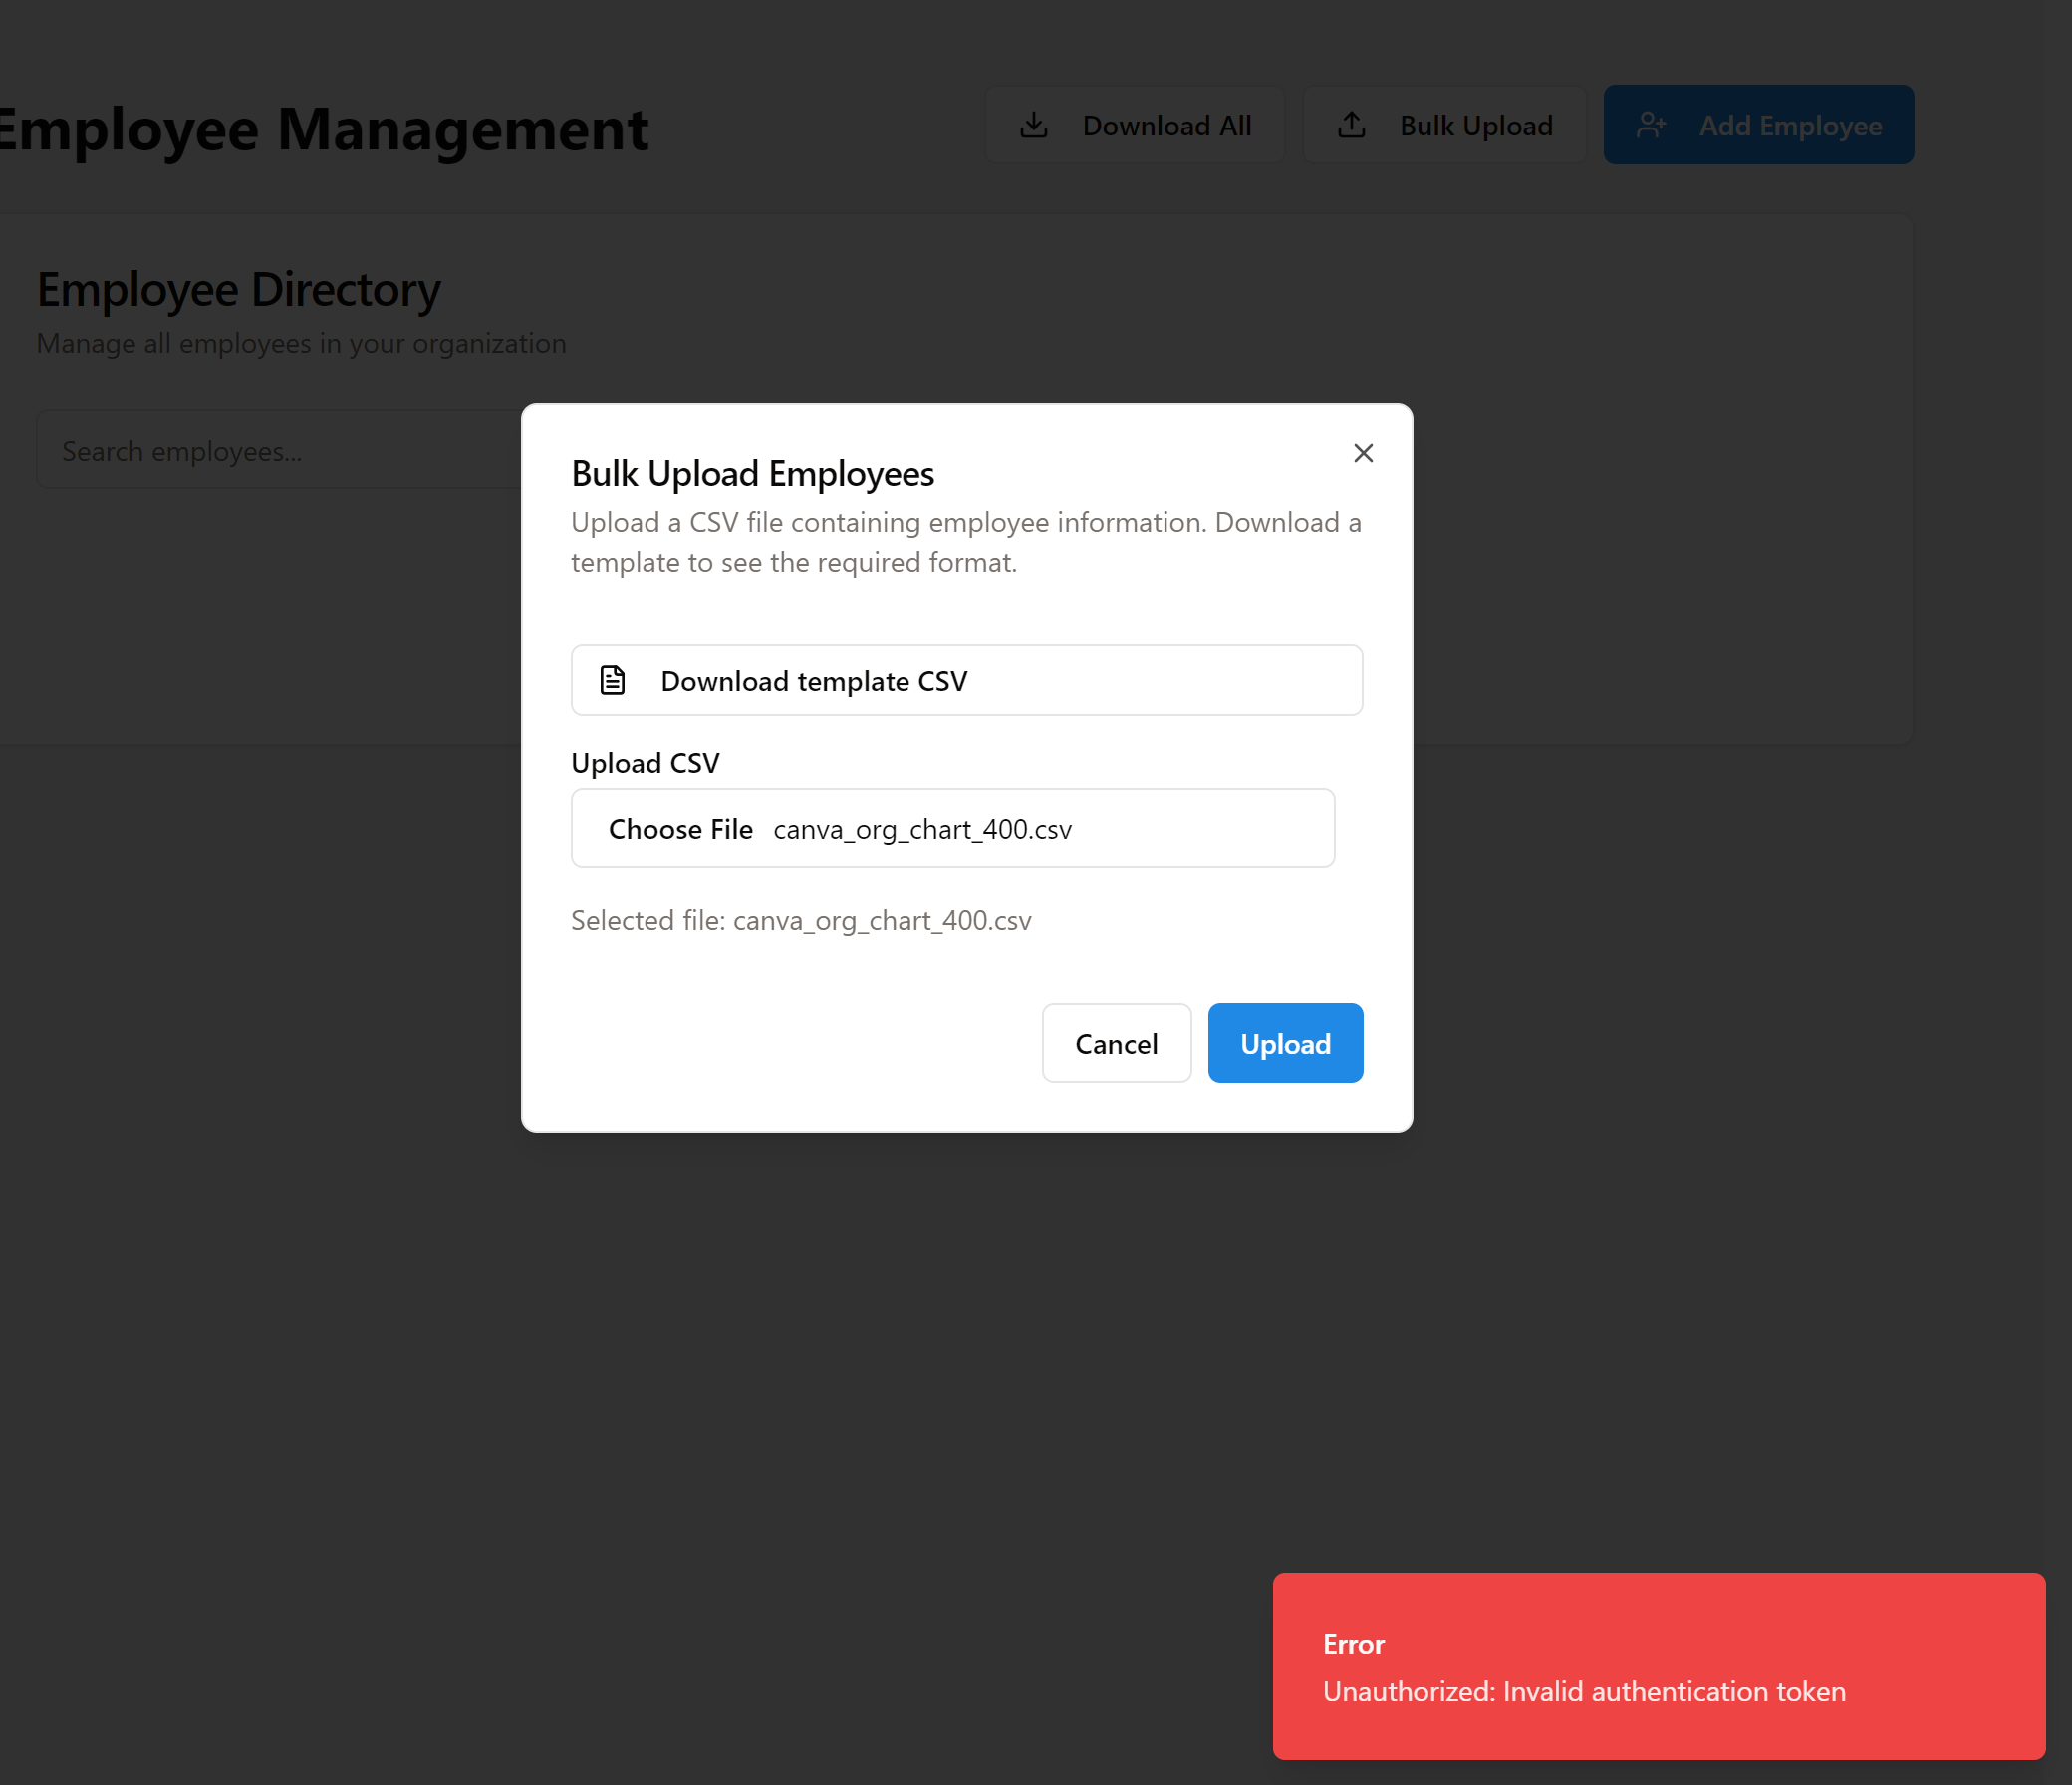 Employee Management
Download All
Bulk Upload
Add Employee
Employee Directory
Manage all employees in your organization
Search employees...
Bulk Upload Employees
Upload a CSV file containing employee information. Download a
template to see the required format.
Download template CSV
Upload CSV
Choose File canva_org_chart_400.csv
Selected file: canva_org_chart_400.csv
Cancel
Upload
Error
Unauthorized: Invalid authentication token